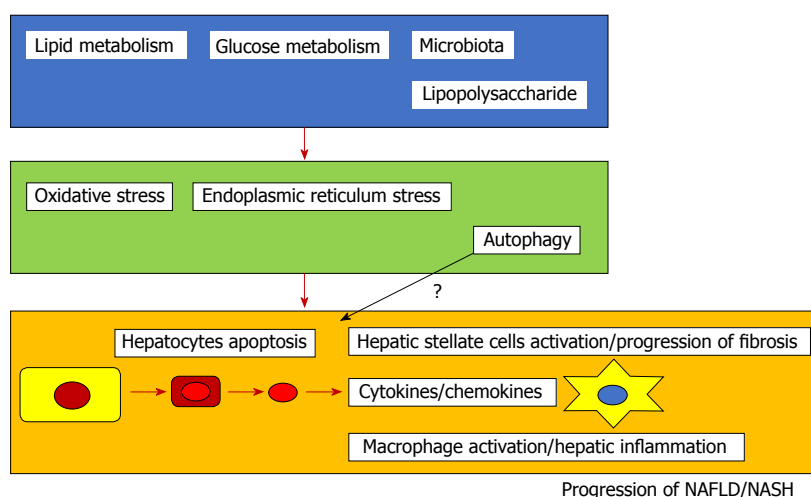 Lipid metabolism
Glucose metabolism
Microbiota
Lipopolysaccharide
Oxidative stress
Endoplasmic reticulum stress
Autophagy
?
Hepatocytes apoptosis
Hepatic stellate cells activation/progression of fibrosis
Cytokines/chemokines
Macrophage activation/hepatic inflammation
Progression of NAFLD/NASH